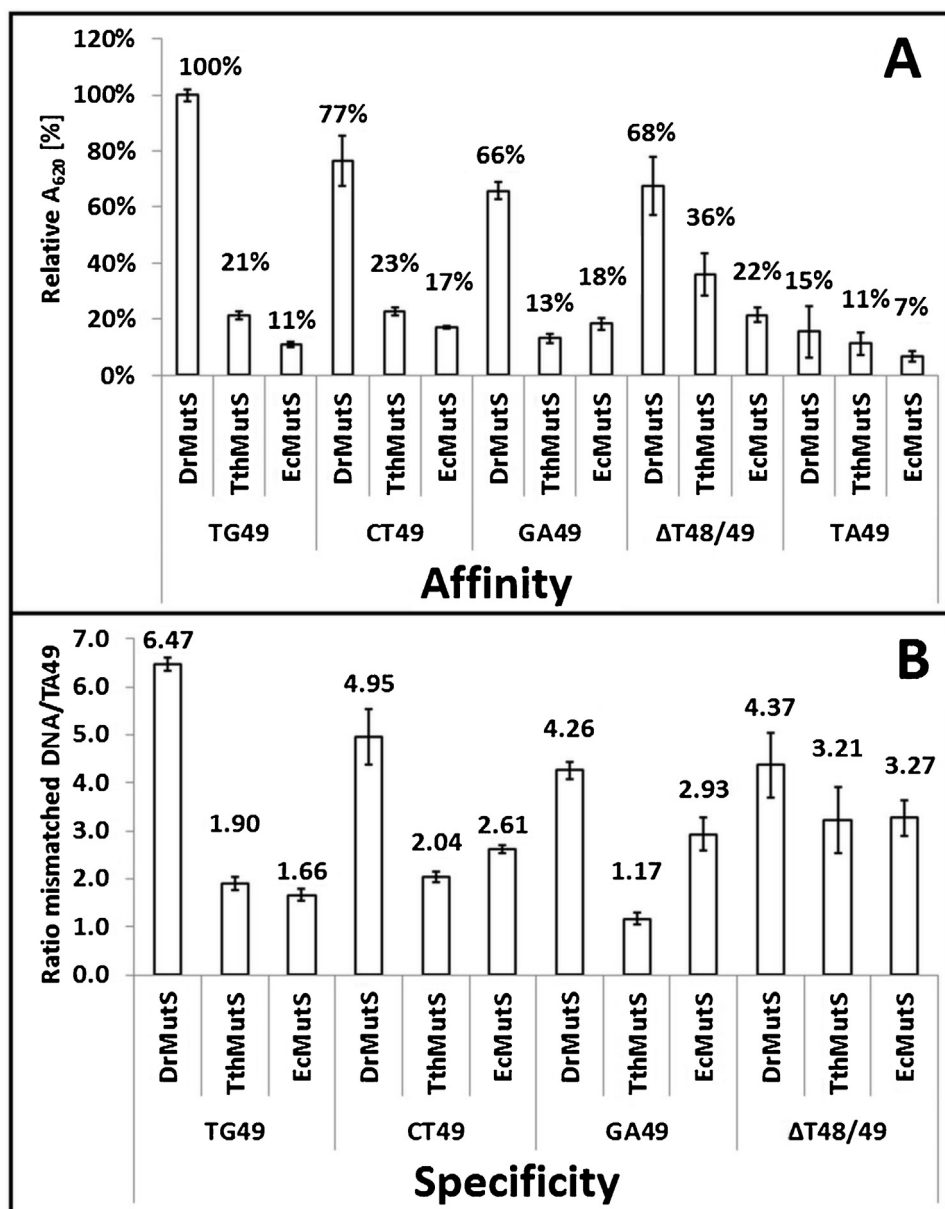 A
120%
100%
80%
60%
40%
20%
0%
Relative A620 [%]
100%
21%
11%
77%
23%
17%
66%
13%
18%
68%
36%
22%
15%
11%
7%
DrMutS
TthMutS
EcMutS
DrMutS
TthMutS
EcMutS
DrMutS
TthMutS
EcMutS
DrMutS
TthMutS
EcMutS
DrMutS
TthMutS
EcMutS
TG49 CT49 GA49 ΔT48/49 TA49
Affinity
B
7.0
6.0
5.0
4.0
3.0
2.0
1.0
0.0
Ratio mismatched DNA/TA49
6.47
1.90
1.66
4.95
2.04
2.61
4.26
1.17
2.93
4.37
3.21
3.27
DrMutS
TthMutS
EcMutS
DrMutS
TthMutS
EcMutS
DrMutS
TthMutS
EcMutS
DrMutS
TthMutS
EcMutS
TG49 CT49 GA49 ΔT48/49
Specificity